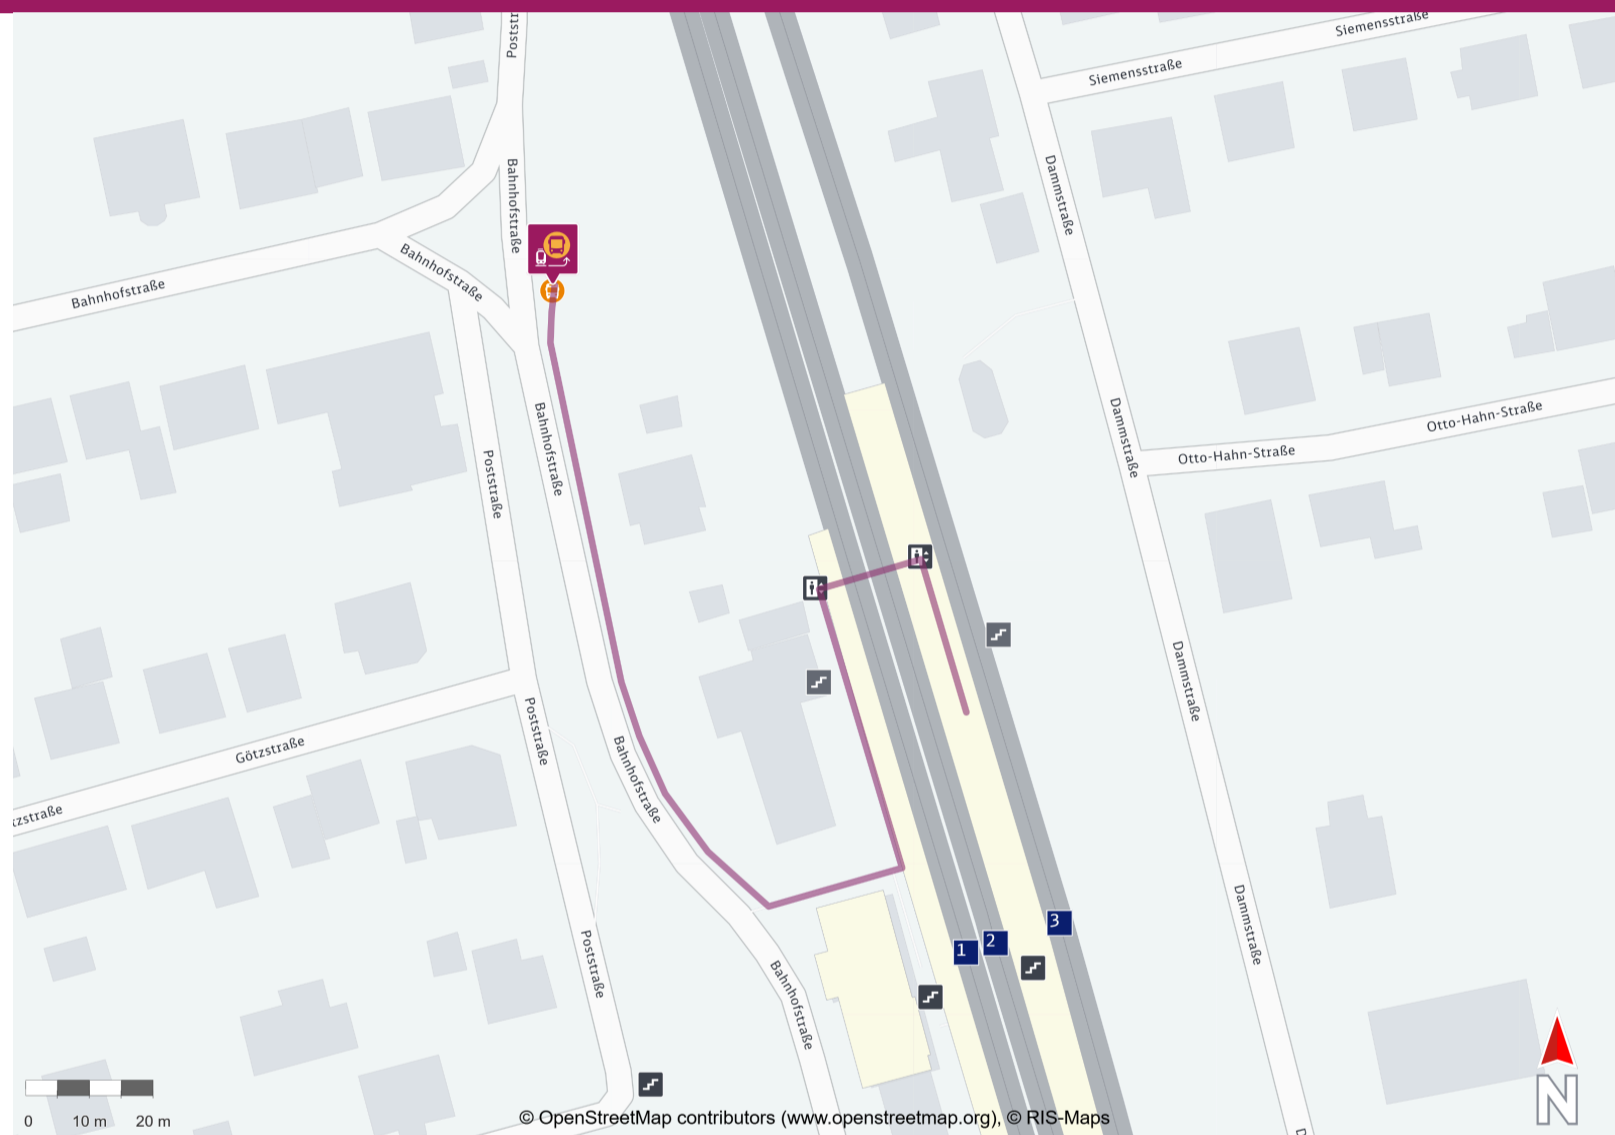 Poststr
Siemensstraße
Siemensstraße
Bahnhofstraße
Dammstraße
Bahnhofstraße
Bahnhofstraße
Bahnhofstraße
Dammstraße
Otto-Hahn-Straße
Otto-Hahn-Straße
Poststraße
Dammstraße
Götzstraße
Poststraße
Bahnhofstraße
tzstraße
Dammstraße
3
2
1
Poststraße
Bahnhofstraße
N
0 10 m 20 m
© OpenStreetMap contributors (www.openstreetmap.org), © RIS-Maps
D